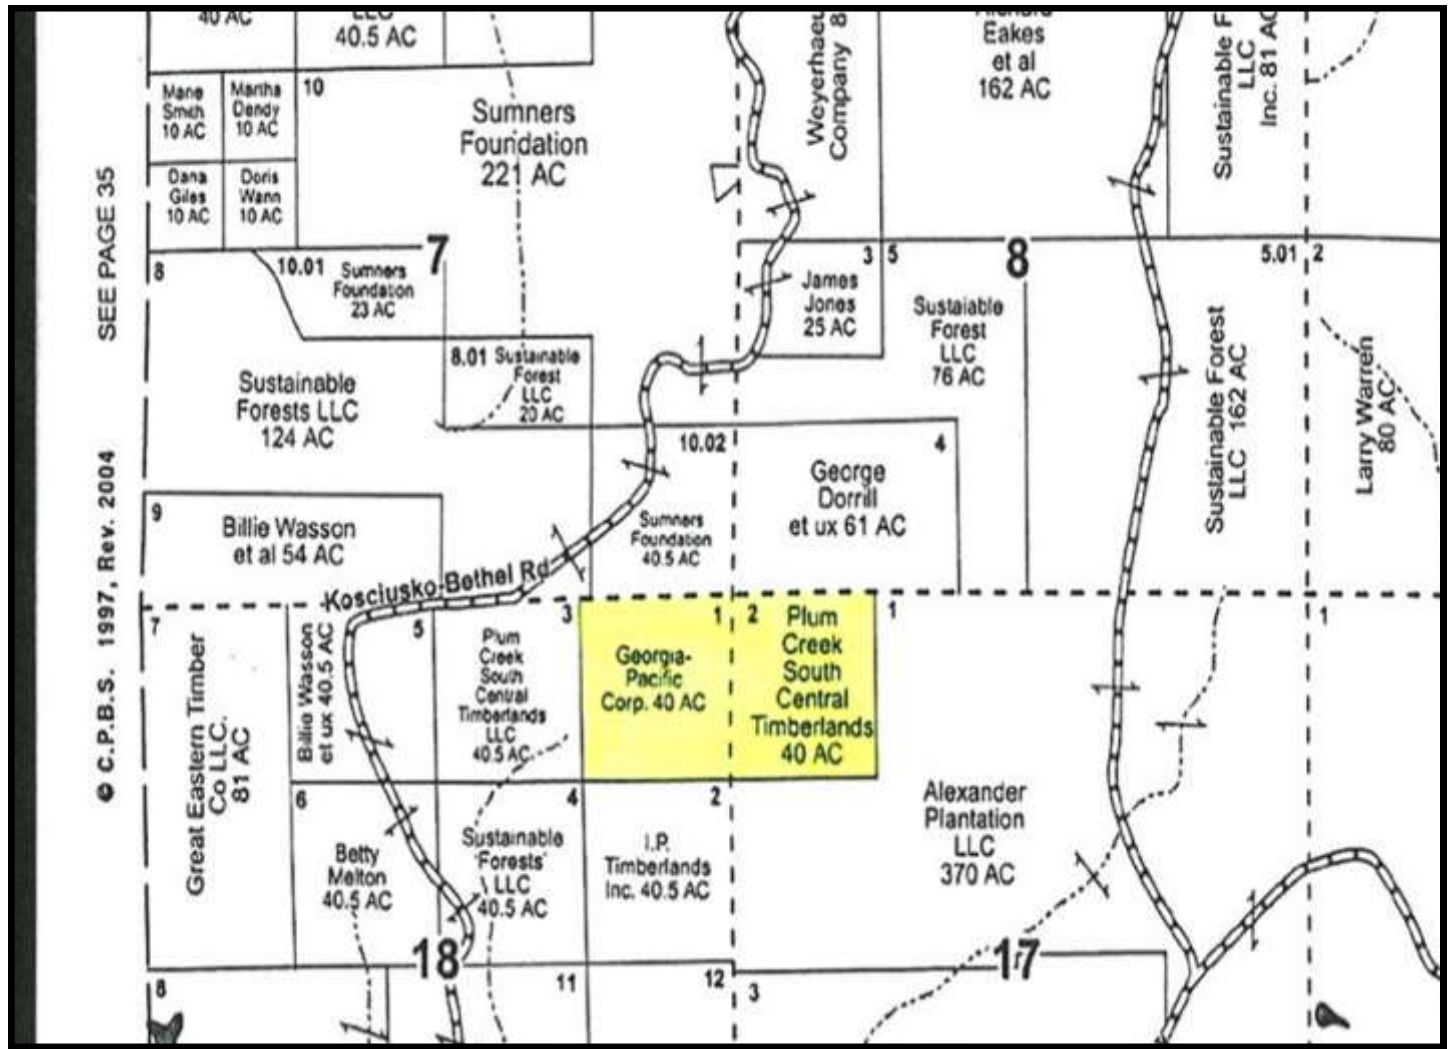 40 AC
LLC
40.5 AC
Weyerhaeu
Company 8
Eakes
et al
162 AC
Sustainable F
LLC
Inc. 81 AC
Marie
Smith
10 AC
Martha
Dendy
10 AC
10
Sumners
Foundation
221 AC
Dana
Giles
10 AC
Doris
Wann
10 AC
SEE PAGE 35
8
10.01
Sumners
Foundation
23 AC
7
3
5
8
5.01
2
James
Jones
25 AC
Sustaiable
Forest
LLC
76 AC
8.01
Sustainable
Forest
LLC
20 AC
Sustainable
Forests LLC
124 AC
Sustainable Forest
LLC 162 AC
Larry Warren
80 AC
10.02
4
George
Dorrill
et ux 61 AC
9
Billie Wasson
et al 54 AC
Sumners
Foundation
40.5 AC
© C.P.B.S. 1997, Rev. 2004
Kosciusko-Bethel Rd
7
5
3
1
2
1
1
Great Eastern Timber
Co LLC.
81 AC
Billie Wasson
et ux 40.5 AC
Plum
Creek
South
Central
Timberlands
LLC
40.5 AC
Georgia-
Pacific
Corp. 40 AC
Plum
Creek
South
Central
Timberlands
40 AC
6
4
2
Betty
Melton
40.5 AC
Sustainable
Forests
LLC
40.5 AC
I.P.
Timberlands
Inc. 40.5 AC
Alexander
Plantation
LLC
370 AC
18
17
8
11
12
3